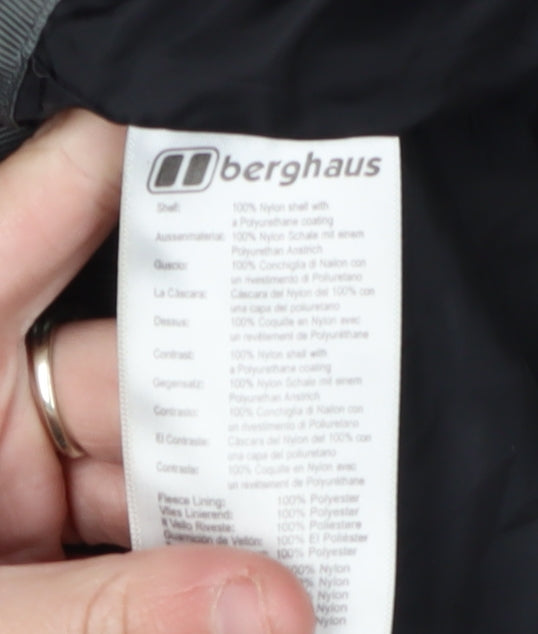 berghaus
Shell: 100% Nylon shell with
a Polyurethane coating
Aussenmaterial: 100% Nylon Schale mit einem
Polyurethan Anstrich
Guscio: 100% Conchiglia di Nailon con
un rivestimento di Poliuretano
La Cáscara: Cáscara del Nylon del 100% con
una capa del poliuretano
Dessus: 100% Coquille en Nylon avec
un revêtement de Polyuréthane
Contrast: 100% Nylon shell with
a Polyurethane coating
Gegensatz: 100% Nylon Schale mit einem
Polyurethan Anstrich
Contrasto: 100% Conchiglia di Nailon con
un rivestimento di Poliuretano
El Contraste: Cáscara del Nylon del 100% con
una capa del poliuretano
Contraste: 100% Coquille en Nylon avec
un revêtement de Polyuréthane
Fleece Lining: 100% Polyester
Vlies Linierend: 100% Polyester
Il Vello Riveste: 100% Poliestere
Guarnición de Vellón: 100% El Poliéster
100% Polyester
100% Nylon
Nylon
Nylon
Nylon
Nylon